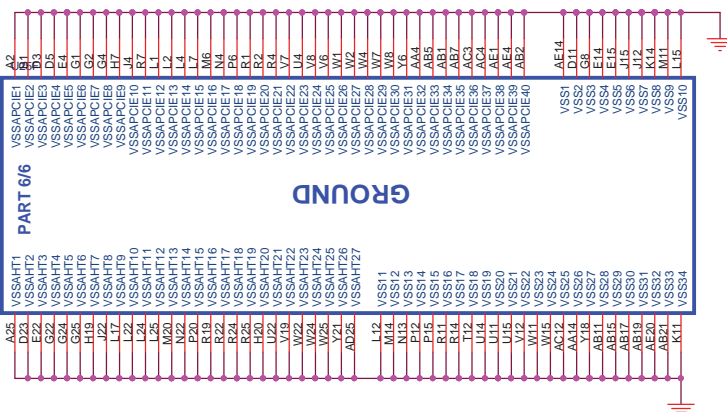 A2
D3
D5
E4
G1
G2
G4
H7
J4
R7
L1
L2
L4
L7
M6
N4
P6
R1
R2
R4
V7
U4
V8
V6
W1
W2
W4
W7
W8
Y6
AA4
AB5
AB1
AB7
AC3
AC4
AE1
AE4
AB2
AE14
D11
G8
E14
E15
J15
J12
K14
M11
L15
VSSAPCIE1
VSSAPCIE2
VSSAPCIE3
VSSAPCIE4
VSSAPCIE5
VSSAPCIE6
VSSAPCIE7
VSSAPCIE8
VSSAPCIE9
VSSAPCIE10
VSSAPCIE11
VSSAPCIE12
VSSAPCIE13
VSSAPCIE14
VSSAPCIE15
VSSAPCIE16
VSSAPCIE17
VSSAPCIE18
VSSAPCIE19
VSSAPCIE20
VSSAPCIE21
VSSAPCIE22
VSSAPCIE23
VSSAPCIE24
VSSAPCIE25
VSSAPCIE26
VSSAPCIE27
VSSAPCIE28
VSSAPCIE29
VSSAPCIE30
VSSAPCIE31
VSSAPCIE32
VSSAPCIE33
VSSAPCIE34
VSSAPCIE35
VSSAPCIE36
VSSAPCIE37
VSSAPCIE38
VSSAPCIE39
VSSAPCIE40
VSS1
VSS2
VSS3
VSS4
VSS5
VSS6
VSS7
VSS8
VSS9
VSS10
PART 6/6
GROUND
VSSAHT1
VSSAHT2
VSSAHT3
VSSAHT4
VSSAHT5
VSSAHT6
VSSAHT7
VSSAHT8
VSSAHT9
VSSAHT10
VSSAHT11
VSSAHT12
VSSAHT13
VSSAHT14
VSSAHT15
VSSAHT16
VSSAHT17
VSSAHT18
VSSAHT19
VSSAHT20
VSSAHT21
VSSAHT22
VSSAHT23
VSSAHT24
VSSAHT25
VSSAHT26
VSSAHT27
VSS11
VSS12
VSS13
VSS14
VSS15
VSS16
VSS17
VSS18
VSS19
VSS20
VSS21
VSS22
VSS23
VSS24
VSS25
VSS26
VSS27
VSS28
VSS29
VSS30
VSS31
VSS32
VSS33
VSS34
A25
D23
E22
G22
G24
G25
H19
J22
L17
L22
L24
L25
M20
N22
P20
R19
R22
R24
R25
H20
U22
V19
W22
W24
W25
Y21
AD25
L12
M14
N13
P12
P15
R11
R14
T12
U14
U11
U15
V12
W11
W15
AC12
AA14
Y18
AB11
AB15
AB17
AB19
AE20
AB21
K11